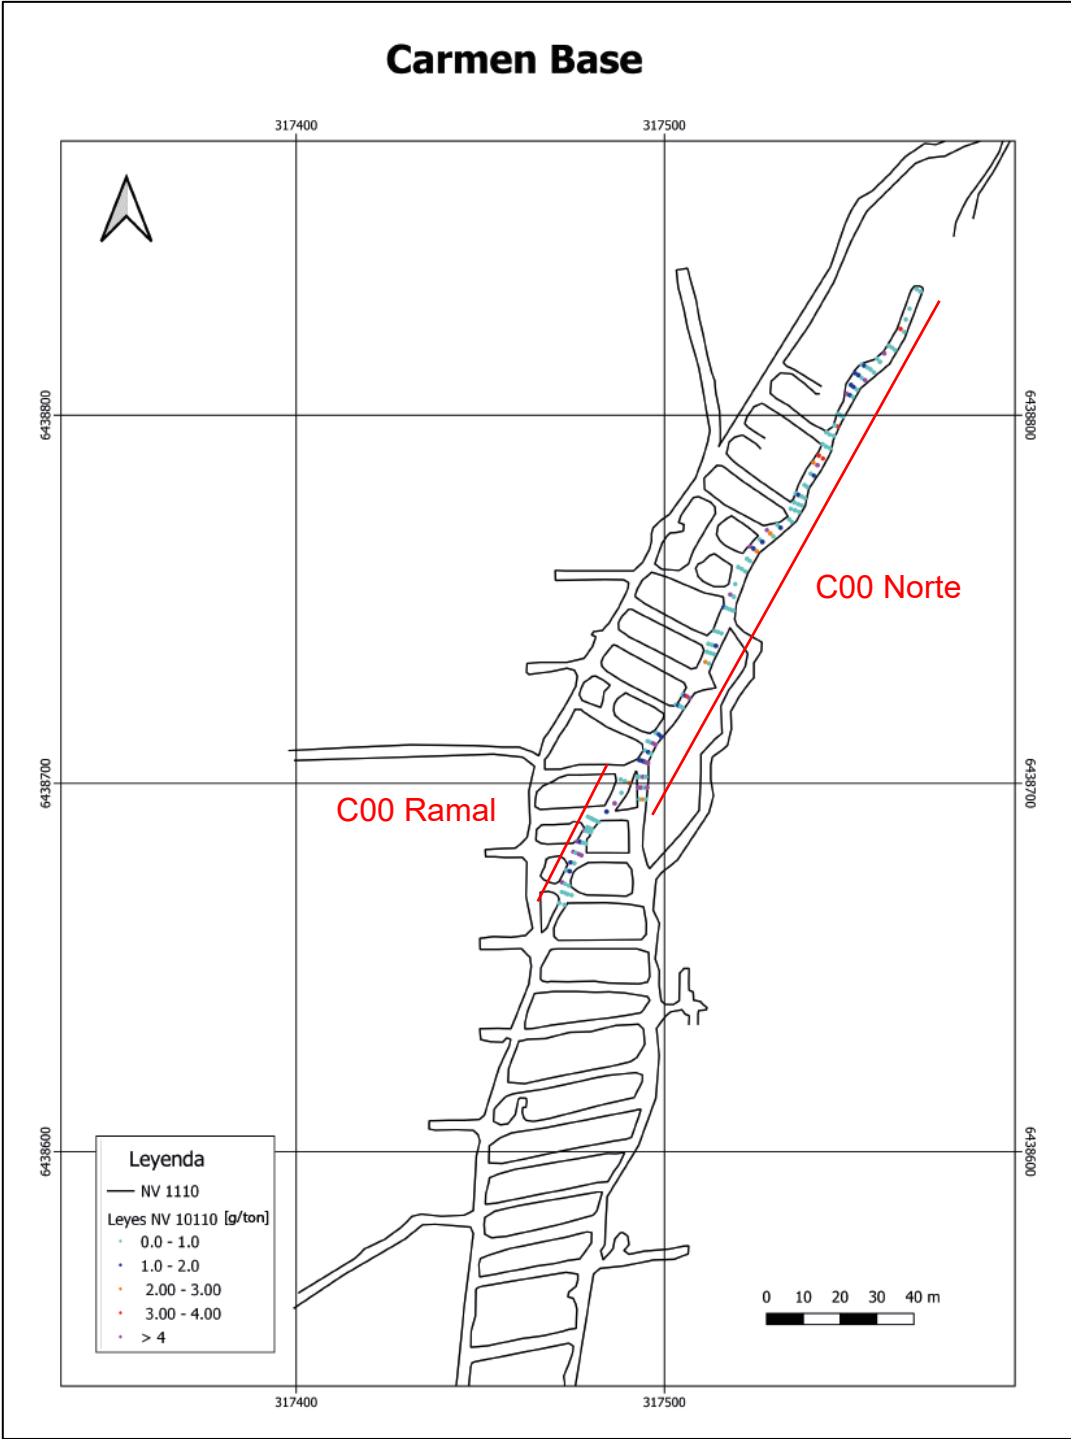 Carmen Base
317400
317500
6438800
6438800
C00 Norte
6438700
6438700
C00 Ramal
6438600
6438600
Leyenda
NV 1110
Leyes NV 10110 [g/ton]
0.0 - 1.0
1.0 - 2.0
2.00 - 3.00
3.00 - 4.00
> 4
0 10 20 30 40 m
317400
317500